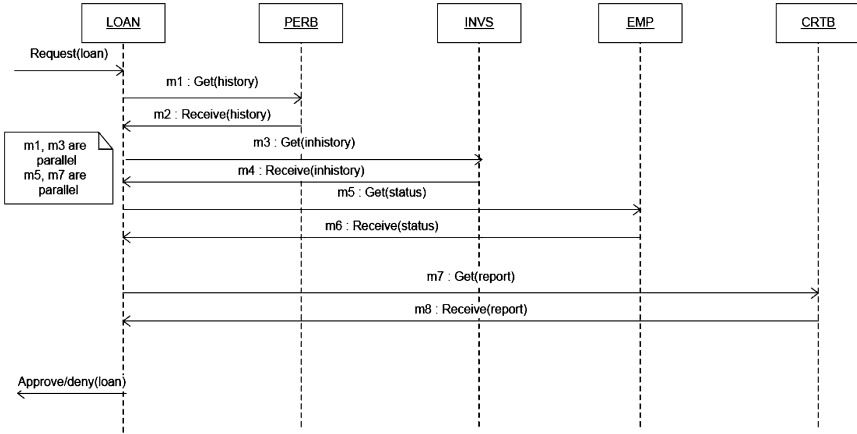 LOAN
PERB
INVS
EMP
CRTB
Request(loan)
m1 : Get(history)
m2 : Receive(history)
m1, m3 are
parallel
m5, m7 are
parallel
m3 : Get(inhistory)
m4 : Receive(inhistory)
m5 : Get(status)
m6 : Receive(status)
m7 : Get(report)
m8 : Receive(report)
Approve/deny(loan)